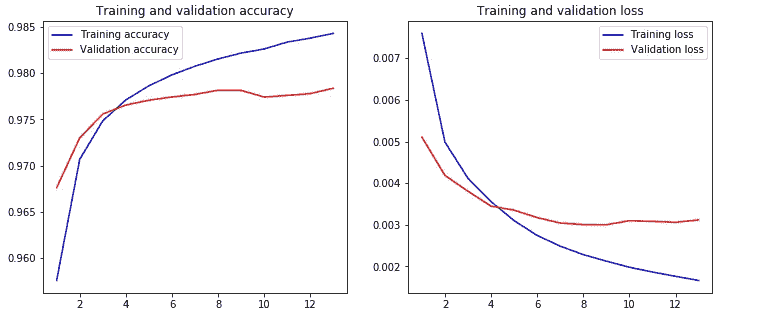 Training and validation accuracy
Training accuracy
Validation accuracy
0.985
0.980
0.975
0.970
0.965
0.960
2 4 6 8 10 12
Training and validation loss
Training loss
Validation loss
0.007
0.006
0.005
0.004
0.003
0.002
2 4 6 8 10 12